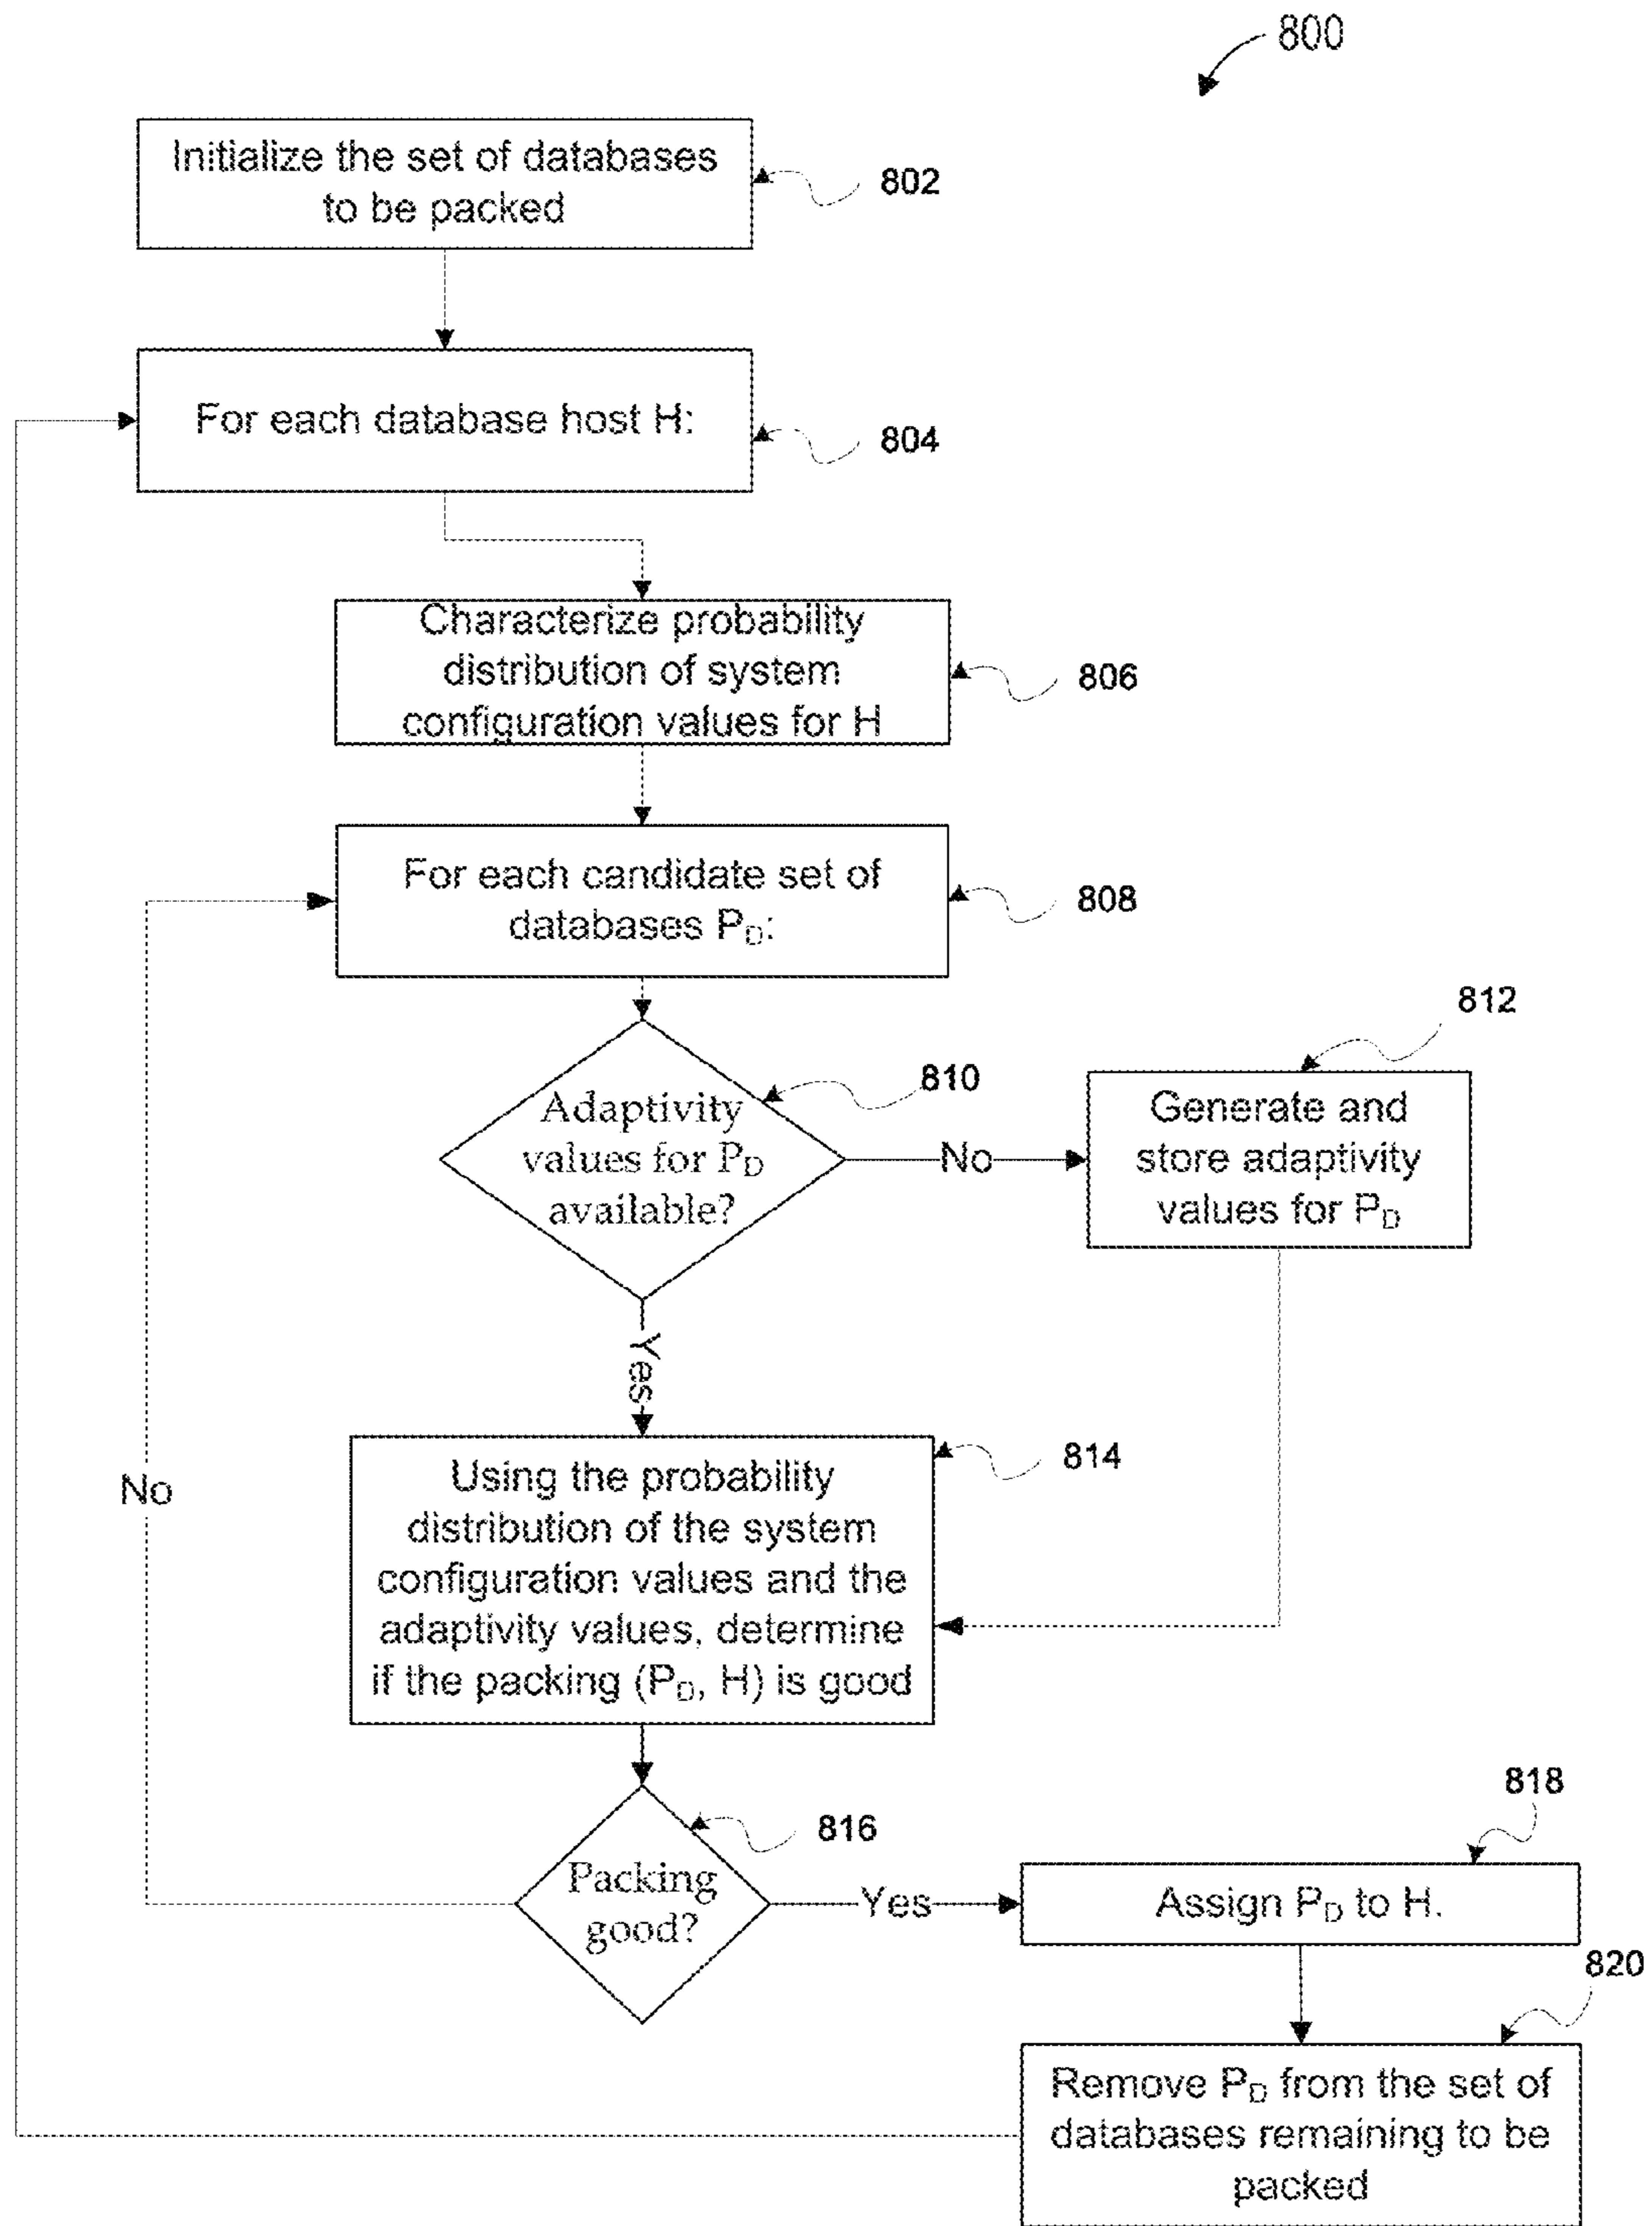 800
Initialize the set of databases
to be packed
802
For each database host H:
804
Characterize probability
distribution of system
configuration values for H
806
For each candidate set of
databases P_D:
808
Adaptivity
values for P_D
available?
810
No
812
Generate and
store adaptivity
values for P_D
Yes
814
Using the probability
distribution of the system
configuration values and the
adaptivity values, determine
if the packing (P_D, H) is good
No
816
Packing
good?
Yes
818
Assign P_D to H.
820
Remove P_D from the set of
databases remaining to be
packed